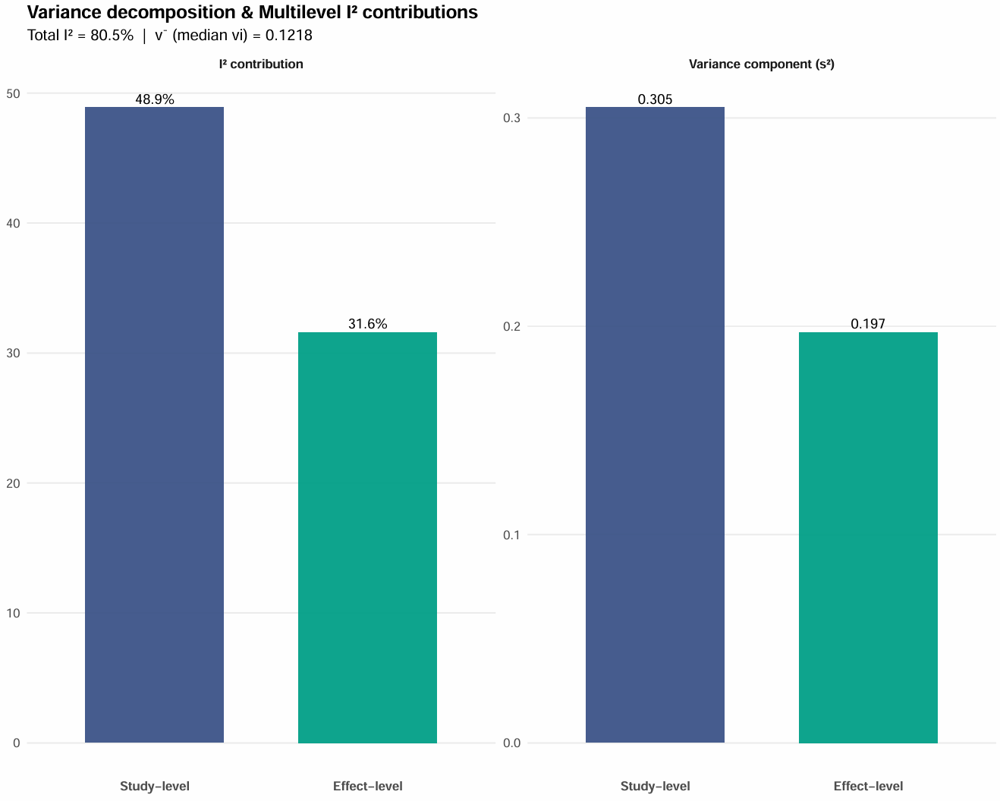 Variance decomposition & Multilevel I² contributions
Total I² = 80.5% | v¯ (median vi) = 0.1218
I² contribution
50
40
30
20
10
0
48.9%
31.6%
Study–level
Effect–level
Variance component (s²)
0.3
0.2
0.1
0.0
0.305
0.197
Study–level
Effect–level